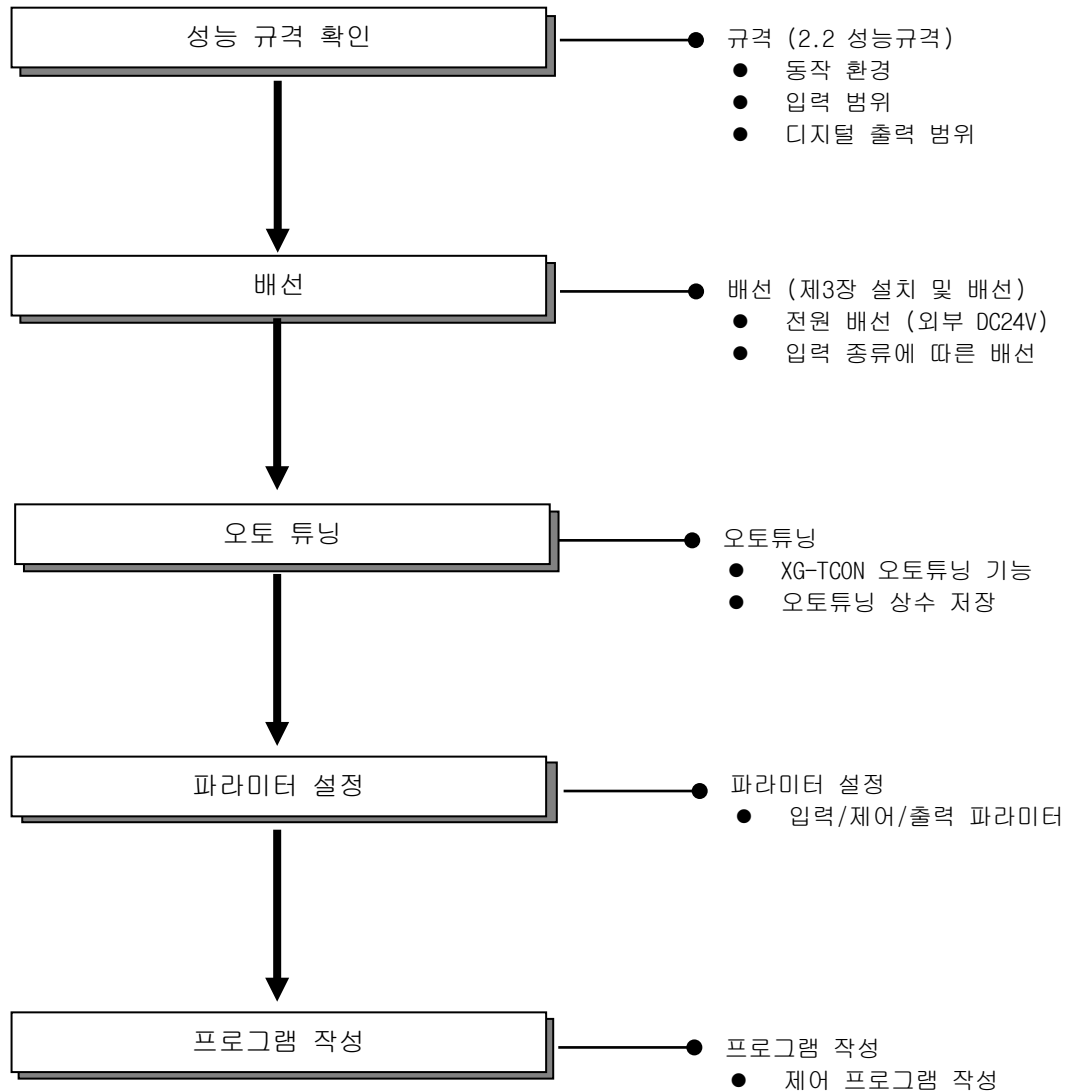 성능 규격 확인
규격 (2.2 성능규격)
● 동작 환경
● 입력 범위
● 디지털 출력 범위
배선
배선 (제3장 설치 및 배선)
● 전원 배선 (외부 DC24V)
● 입력 종류에 따른 배선
오토 튜닝
오토튜닝
● XG-TCON 오토튜닝 기능
● 오토튜닝 상수 저장
파라미터 설정
파라미터 설정
● 입력/제어/출력 파라미터
프로그램 작성
프로그램 작성
● 제어 프로그램 작성